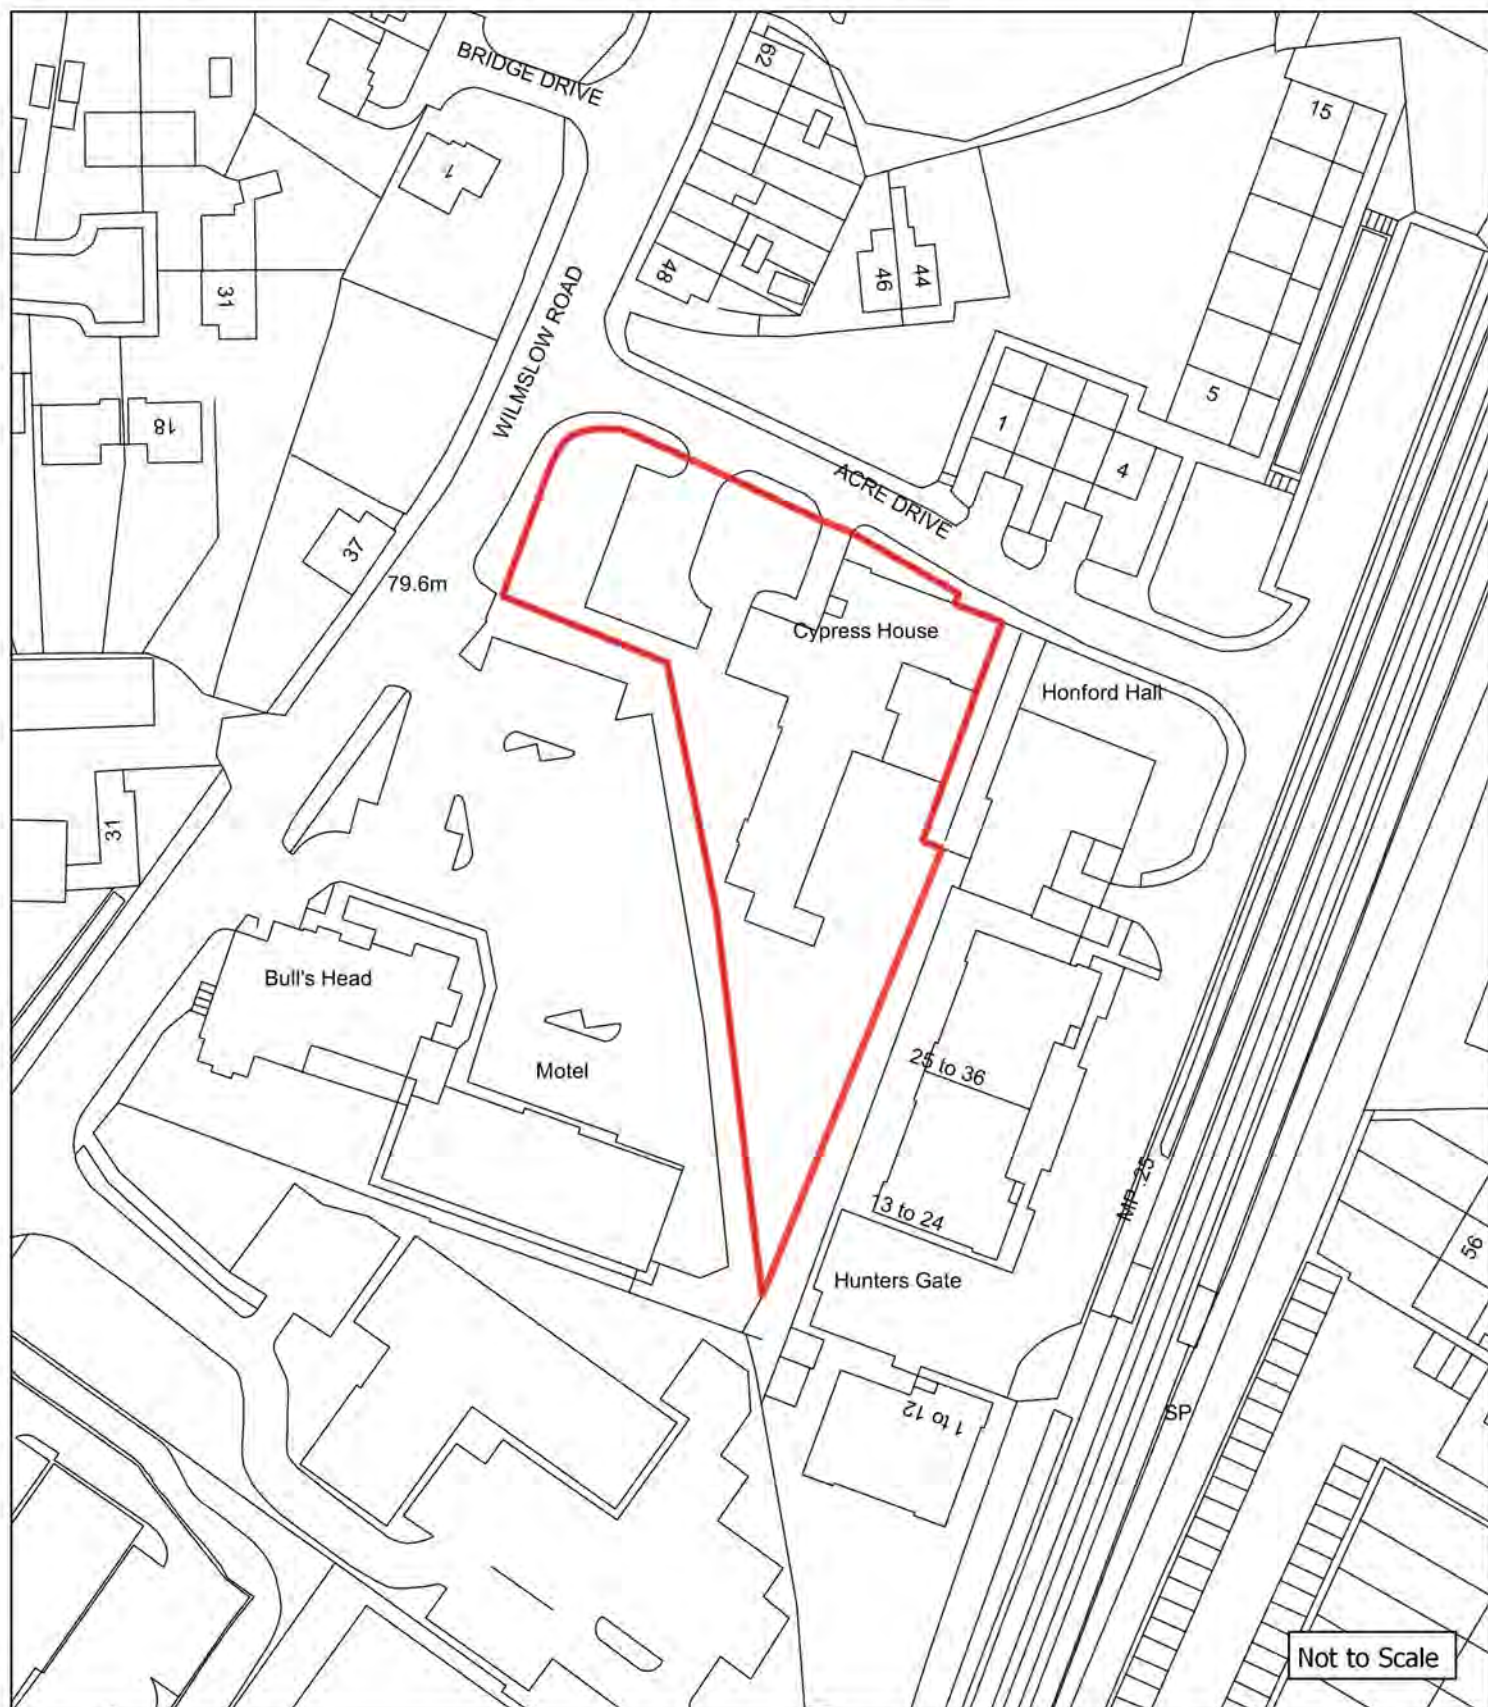 BRIDGE DRIVE
62
15
1
31
48
46
44
WILMSLOW ROAD
18
5
1
4
ACRE DRIVE
37
79.6m
Cypress House
Honford Hall
31
Bull's Head
Motel
25 to 36
MP .25
13 to 24
56
Hunters Gate
1 to 12
SP
Not to Scale